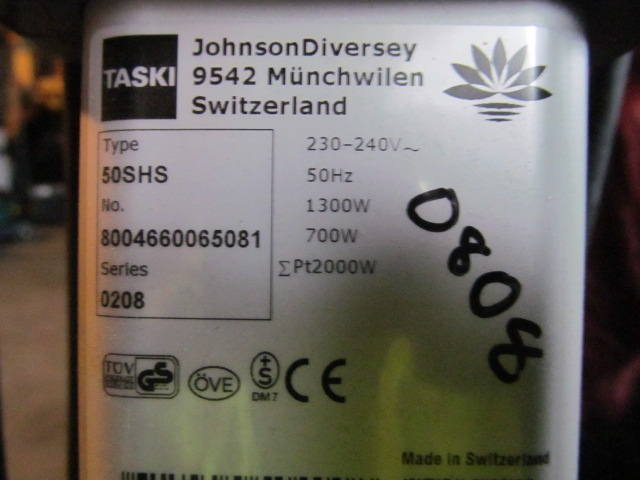 TASKI
JohnsonDiversey
9542 Münchwilen
Switzerland
Type
50SHS
No.
8004660065081
Series
0208
230-240V~
50Hz
1300W
700W
ΣPt2000W
0808
TÜV
GS
ÖVE
+S
DM7
CE
Made in Switzerland